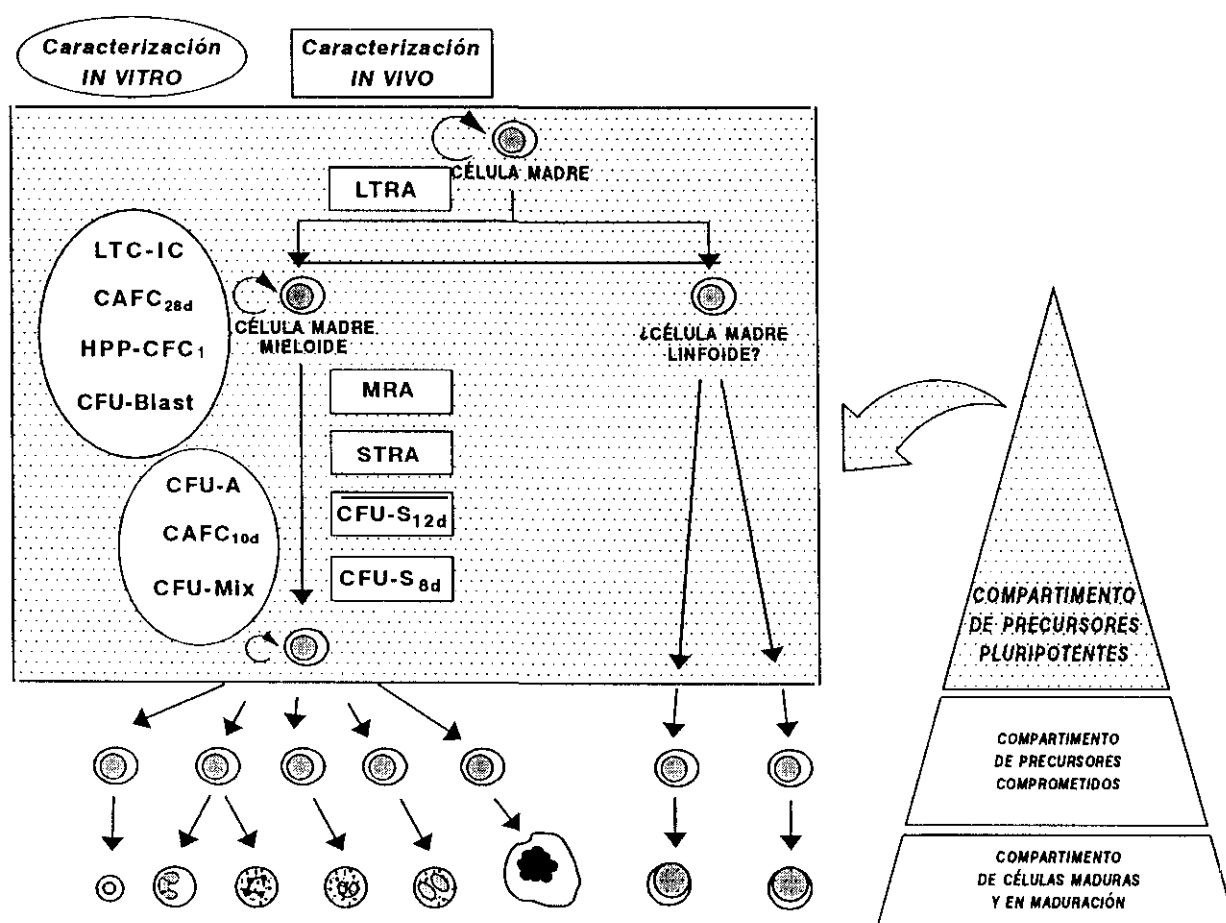 Caracterización
IN VITRO
Caracterización
IN VIVO
CÉLULA MADRE
LTRA
LTC-IC
CAFC28d
HPP-CFC1
CFU-Blast
CÉLULA MADRE
MIELOIDE
¿CÉLULA MADRE
LINFOIDE?
MRA
STRA
CFU-S12d
CFU-S8d
CFU-A
CAFC10d
CFU-Mix
COMPARTIMENTO
DE PRECURSORES
PLURIPOTENTES
COMPARTIMENTO
DE PRECURSORES
COMPROMETIDOS
COMPARTIMENTO
DE CÉLULAS MADURAS
Y EN MADURACIÓN